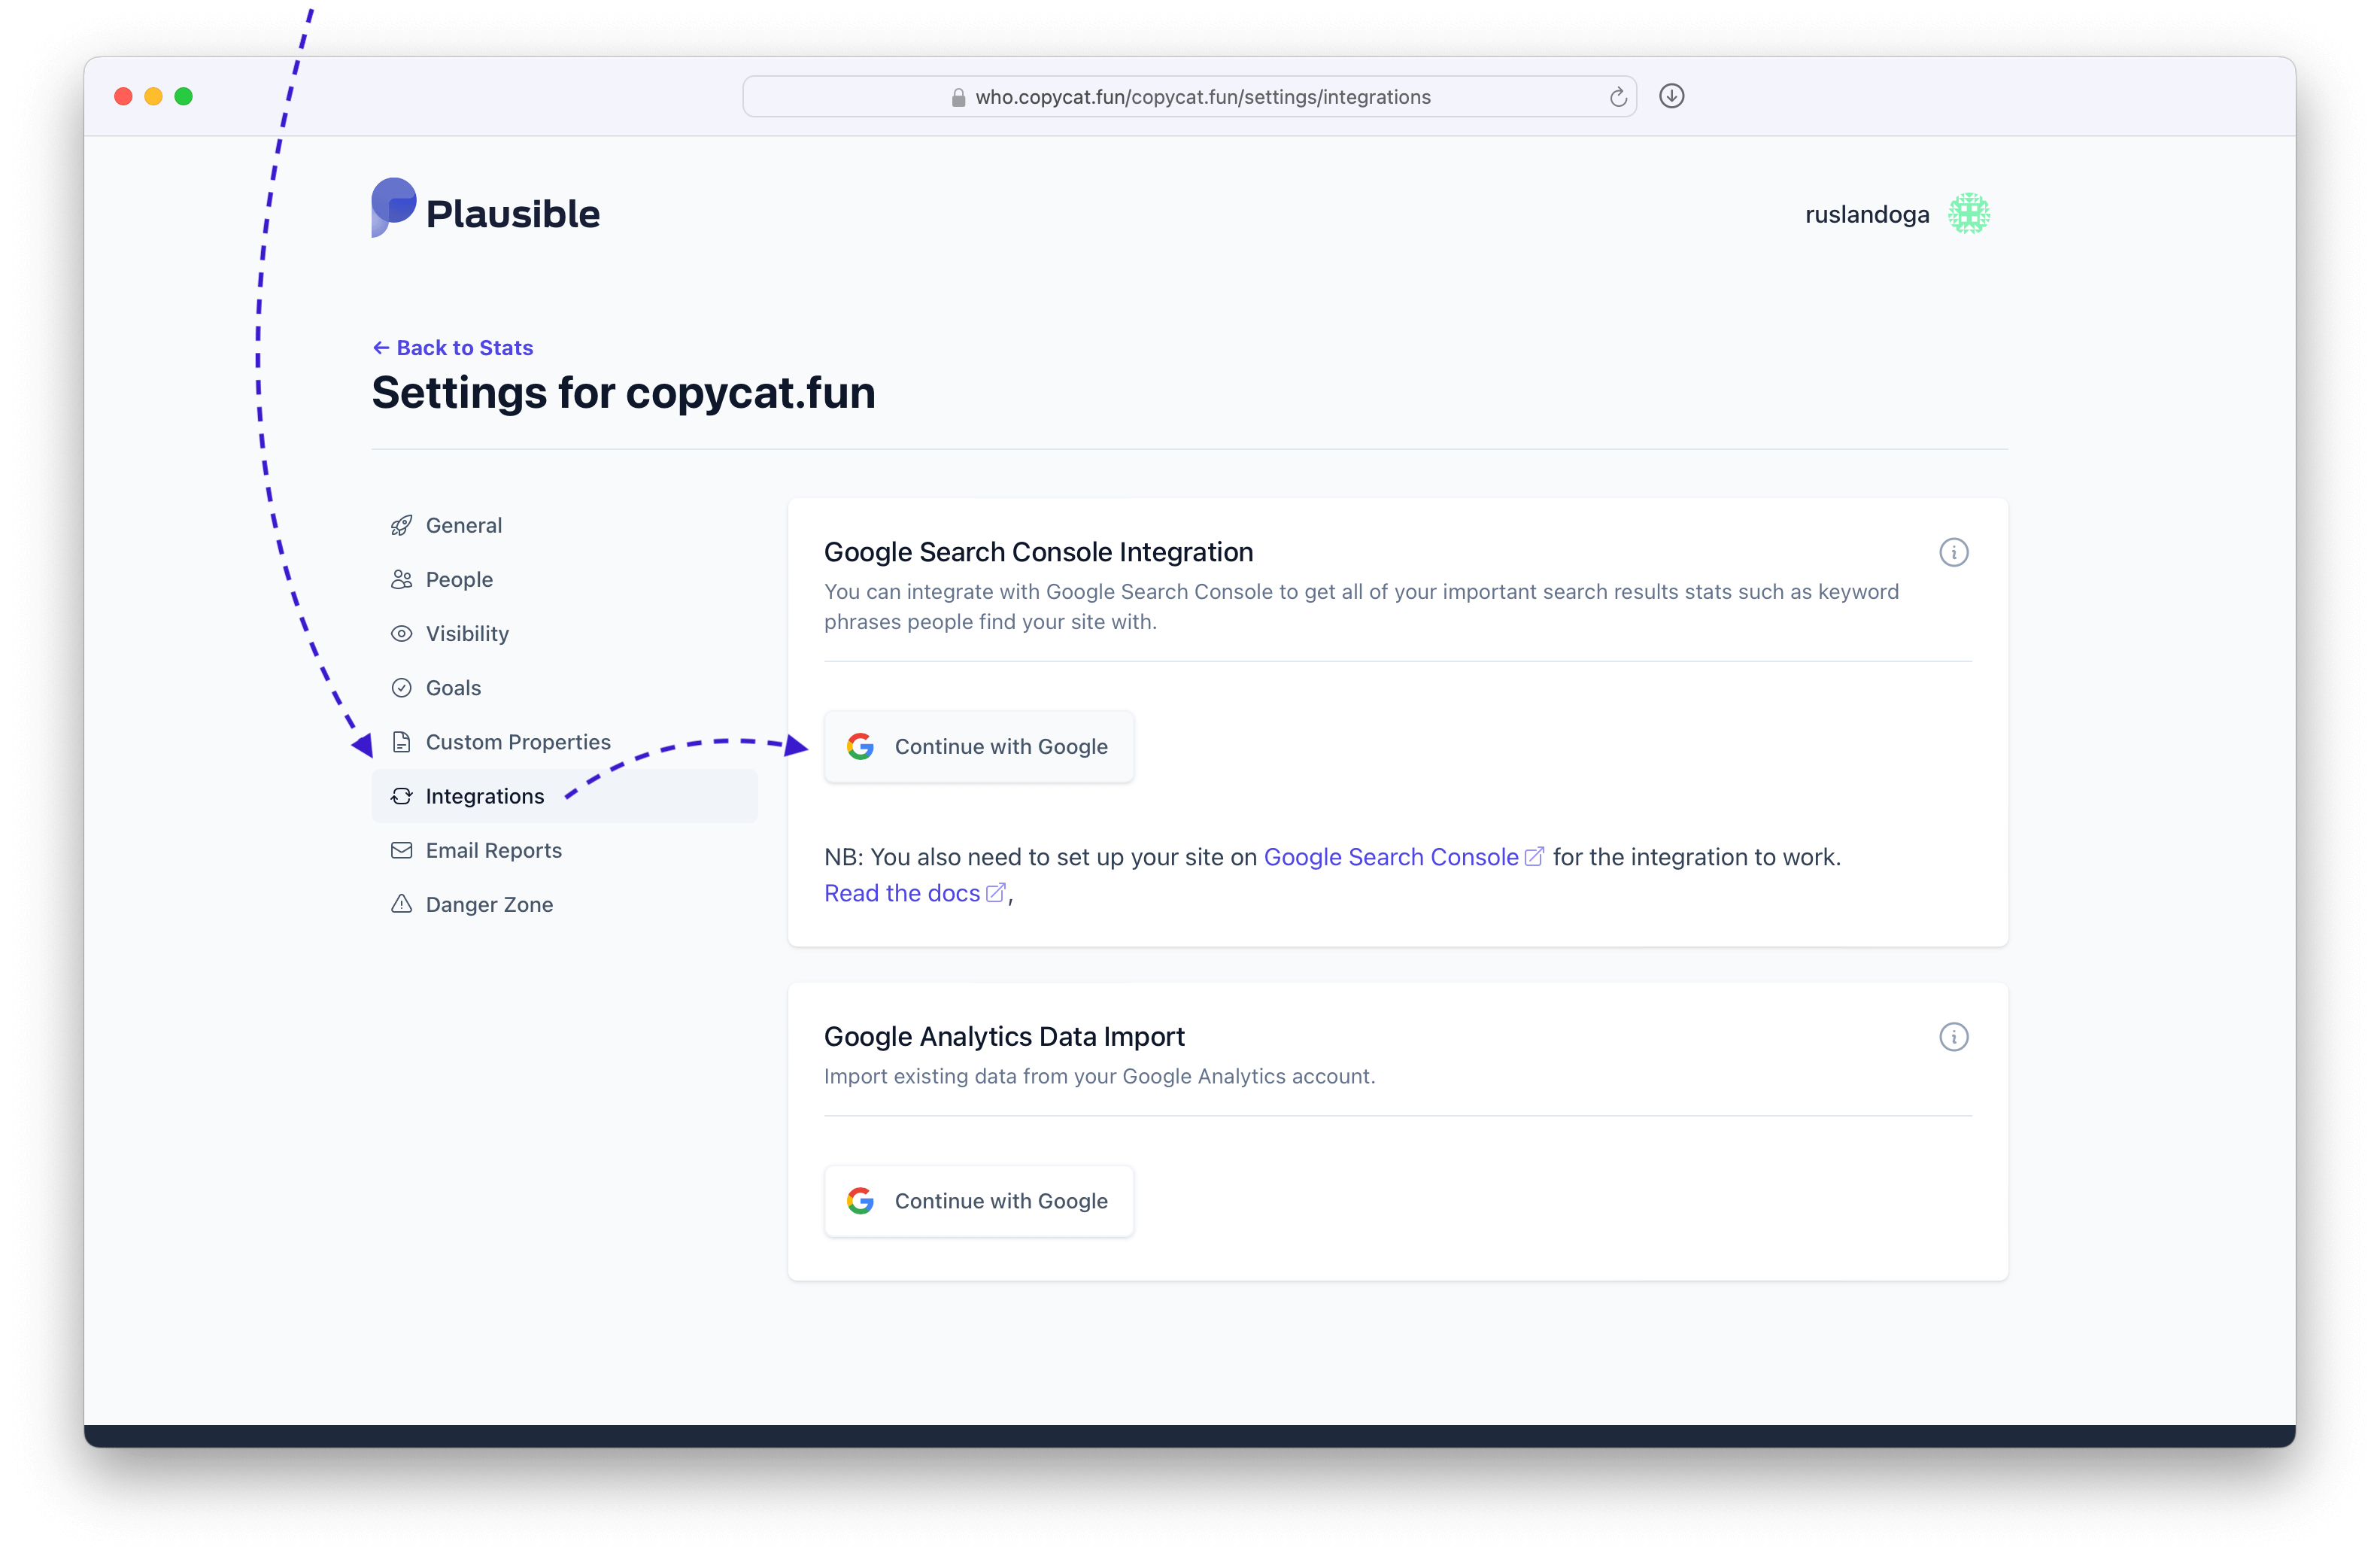 who.copycat.fun/copycat.fun/settings/integrations
Plausible
ruslandoga
← Back to Stats
Settings for copycat.fun
General
People
Visibility
Goals
Custom Properties
Integrations
Email Reports
Danger Zone
Google Search Console Integration
You can integrate with Google Search Console to get all of your important search results stats such as keyword
phrases people find your site with.
Continue with Google
NB: You also need to set up your site on Google Search Console for the integration to work.
Read the docs,
Google Analytics Data Import
Import existing data from your Google Analytics account.
Continue with Google